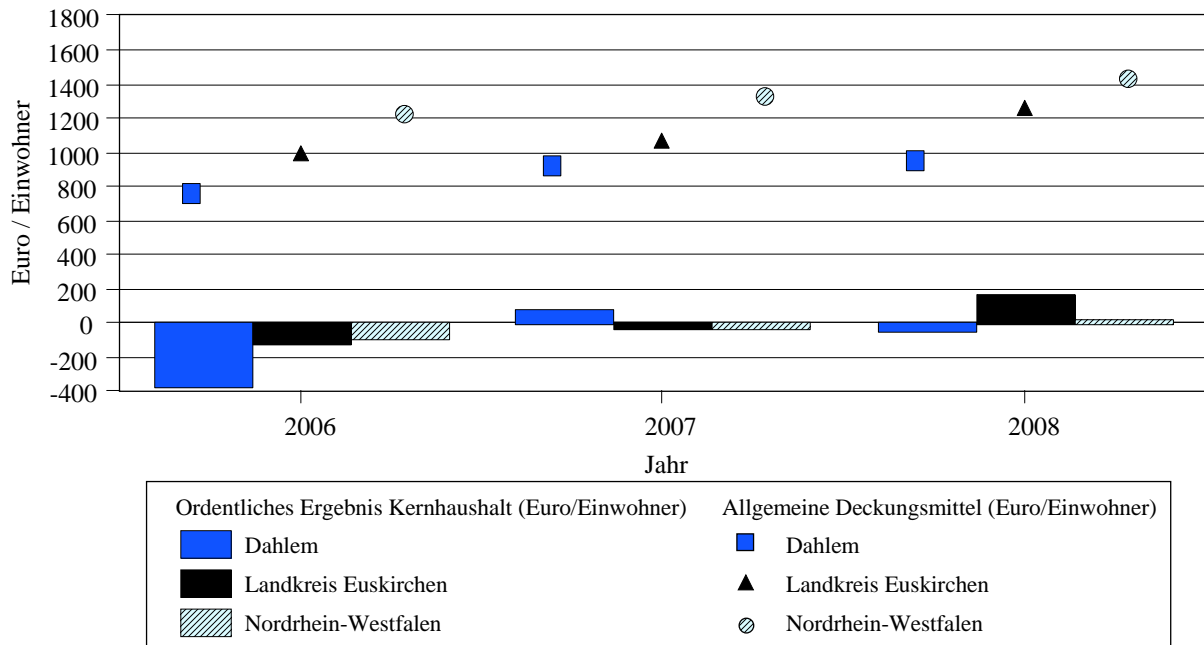 1800
1600
1400
1200
1000
800
600
400
200
0
-200
-400
Euro / Einwohner
2006 2007 2008
Jahr
Ordentliches Ergebnis Kernhaushalt (Euro/Einwohner)
Dahlem
Landkreis Euskirchen
Nordrhein-Westfalen
Allgemeine Deckungsmittel (Euro/Einwohner)
Dahlem
Landkreis Euskirchen
Nordrhein-Westfalen